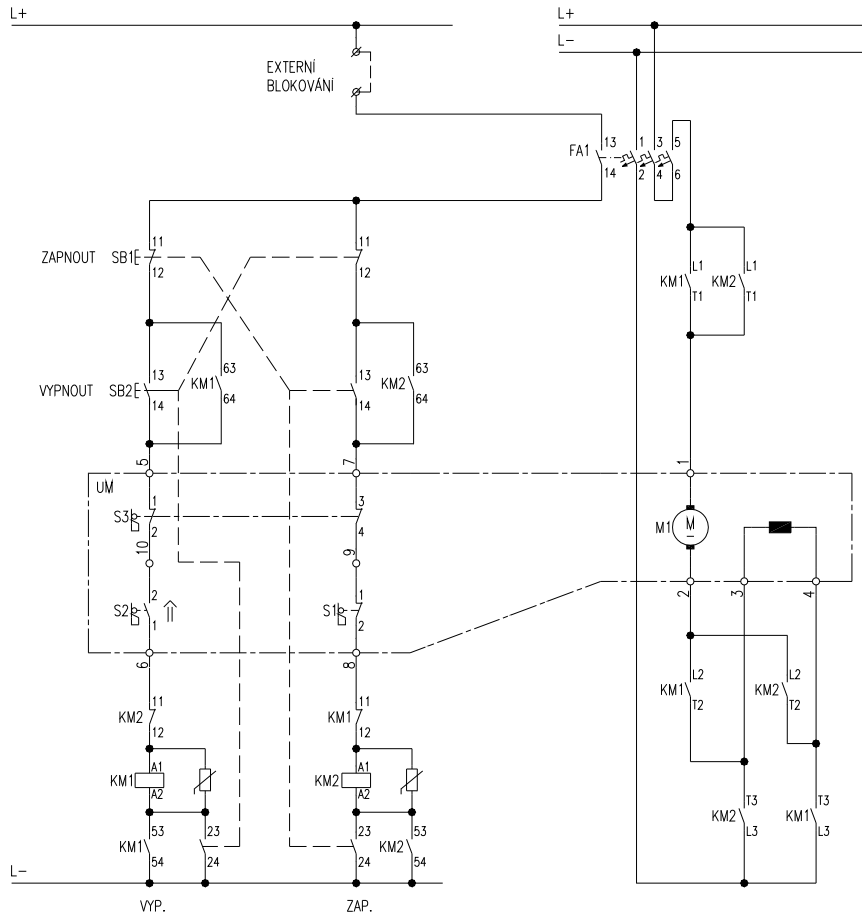 L+
L+
L-
EXTERNÍ
BLOKOVÁNÍ
FA1
13
14
1
2
3
4
5
6
ZAPNOUT
SB1
11
12
11
12
KM1
L1
T1
KM2
L1
T1
VYPNOUT
SB2
13
14
KM1
63
64
13
14
KM2
63
64
5
7
1
UM
S3
1
2
3
4
M1
M
10
9
2
3
4
S2
2
1
S1
1
2
6
8
KM1
L2
T2
KM2
L2
T2
KM2
11
12
KM1
11
12
KM1
A1
A2
KM2
A1
A2
KM2
T3
L3
KM1
T3
L3
KM1
53
54
23
24
23
24
KM2
53
54
L-
VYP.
ZAP.